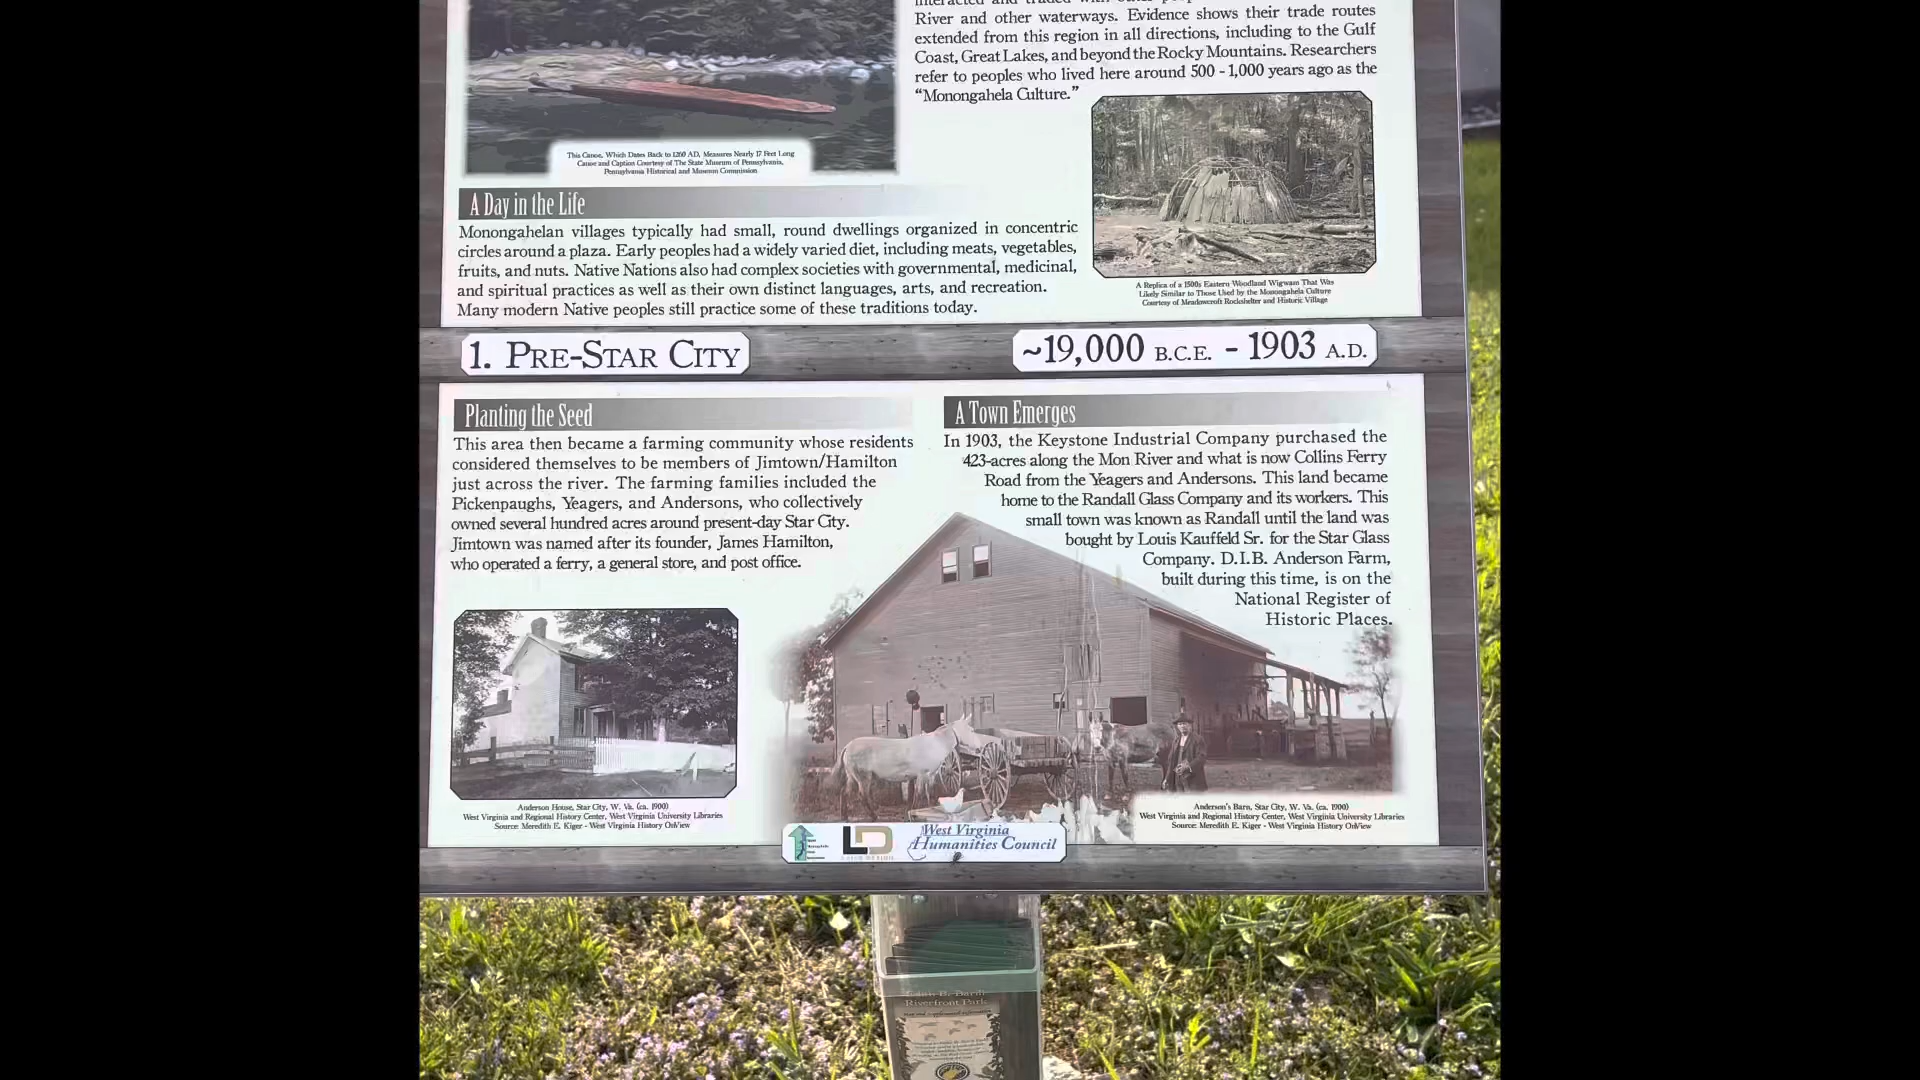 River and other waterways. Evidence shows their trade routes
extended from this region in all directions, including to the Gulf
Coast, Great Lakes, and beyond the Rocky Mountains. Researchers
refer to peoples who lived here around 500 - 1,000 years ago as the
“Monongahela Culture.”
This Canoe, Which Dates Back to 1260 AD, Measures Nearly 17 Feet Long
Canoe and Caption Courtesy of The State Museum of Pennsylvania,
Pennsylvania Historical and Museum Commission
A Day in the Life
Monongahelan villages typically had small, round dwellings organized in concentric
circles around a plaza. Early peoples had a widely varied diet, including meats, vegetables,
fruits, and nuts. Native Nations also had complex societies with governmental, medicinal,
and spiritual practices as well as their own distinct languages, arts, and recreation.
Many modern Native peoples still practice some of these traditions today.
A Replica of a 1500s Eastern Woodland Wigwam That Was
Likely Similar to Those Used by the Monongahela Culture
Courtesy of Meadowcroft Rockshelter and Historic Village
1. PRE-STAR CITY
~19,000 B.C.E. - 1903 A.D.
Planting the Seed
This area then became a farming community whose residents
considered themselves to be members of Jimtown/Hamilton
just across the river. The farming families included the
Pickenpaughs, Yeagers, and Andersons, who collectively
owned several hundred acres around present-day Star City.
Jimtown was named after its founder, James Hamilton,
who operated a ferry, a general store, and post office.
Anderson House, Star City, W. Va. (ca. 1900)
West Virginia and Regional History Center, West Virginia University Libraries
Source: Meredith E. Kiger - West Virginia History OnView
A Town Emerges
In 1903, the Keystone Industrial Company purchased the
423-acres along the Mon River and what is now Collins Ferry
Road from the Yeagers and Andersons. This land became
home to the Randall Glass Company and its workers. This
small town was known as Randall until the land was
bought by Louis Kauffeld Sr. for the Star Glass
Company. D.I.B. Anderson Farm,
built during this time, is on the
National Register of
Historic Places.
Anderson's Barn, Star City, W. Va. (ca. 1900)
West Virginia and Regional History Center, West Virginia University Libraries
Source: Meredith E. Kiger - West Virginia History OnView
LD
West Virginia
Humanities Council
Riverfront Park